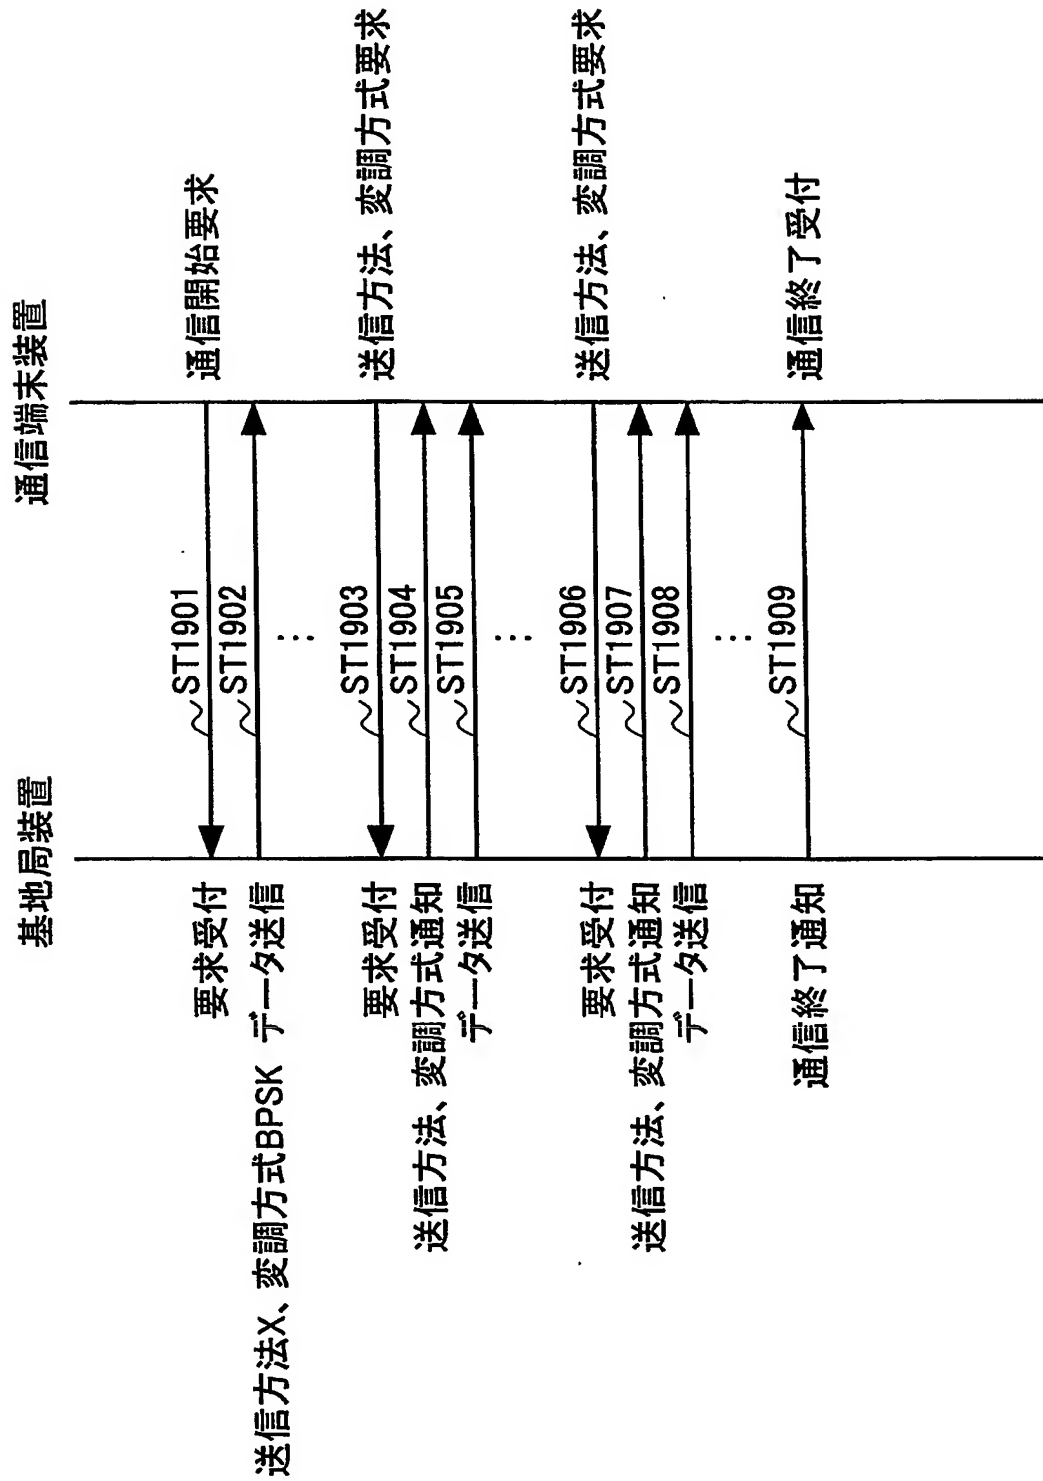 基地局装置
通信端末装置
要求受付
ST1901
通信開始要求
送信方法X、変調方式BPSK データ送信
ST1902
⋮
要求受付
ST1903
送信方法、変調方式要求
送信方法、変調方式通知
ST1904
データ送信
ST1905
⋮
要求受付
ST1906
送信方法、変調方式要求
送信方法、変調方式通知
ST1907
データ送信
ST1908
⋮
通信終了通知
ST1909
通信終了受付